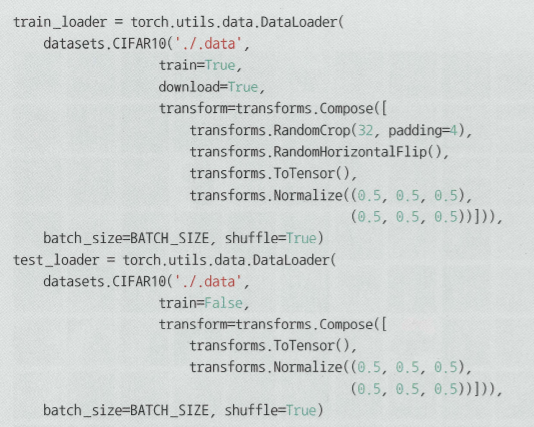 train_loader = torch.utils.data.DataLoader(
    datasets.CIFAR10('./.data',
                   train=True,
                   download=True,
                   transform=transforms.Compose([
                       transforms.RandomCrop(32, padding=4),
                       transforms.RandomHorizontalFlip(),
                       transforms.ToTensor(),
                       transforms.Normalize((0.5, 0.5, 0.5),
                                            (0.5, 0.5, 0.5))])),
    batch_size=BATCH_SIZE, shuffle=True)
test_loader = torch.utils.data.DataLoader(
    datasets.CIFAR10('./.data',
                   train=False,
                   transform=transforms.Compose([
                       transforms.ToTensor(),
                       transforms.Normalize((0.5, 0.5, 0.5),
                                            (0.5, 0.5, 0.5))])),
    batch_size=BATCH_SIZE, shuffle=True)